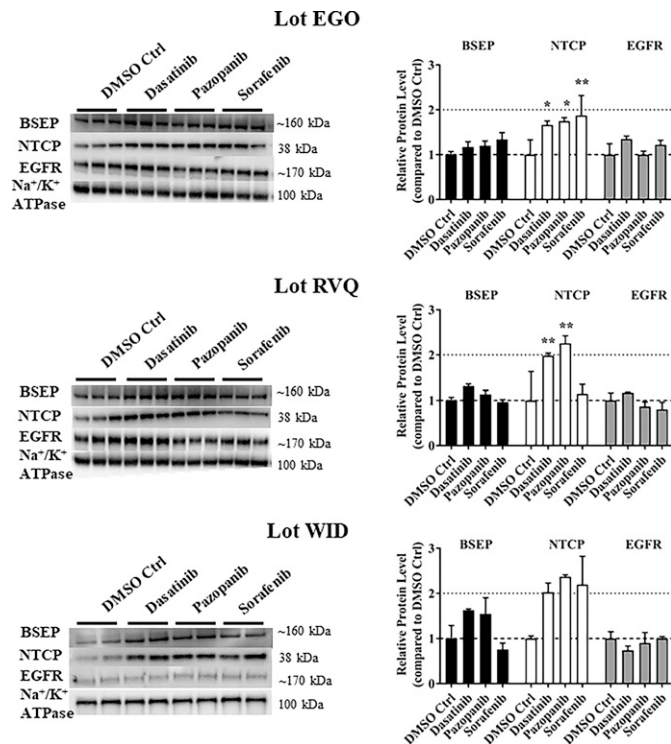 Lot EGO
DMSO Ctrl
Dasatinib
Pazopanib
Sorafenib
BSEP
~160 kDa
NTCP
38 kDa
EGFR
~170 kDa
Na+/K+
ATPase
100 kDa
BSEP
NTCP
EGFR
Relative Protein Level
(compared to DMSO Ctrl)
3
2
1
0
*
*
**
DMSO Ctrl
Dasatinib
Pazopanib
Sorafenib
DMSO Ctrl
Dasatinib
Pazopanib
Sorafenib
DMSO Ctrl
Dasatinib
Pazopanib
Sorafenib
Lot RVQ
DMSO Ctrl
Dasatinib
Pazopanib
Sorafenib
BSEP
~160 kDa
NTCP
38 kDa
EGFR
~170 kDa
Na+/K+
ATPase
100 kDa
BSEP
NTCP
EGFR
Relative Protein Level
(compared to DMSO Ctrl)
3
2
1
0
**
**
DMSO Ctrl
Dasatinib
Pazopanib
Sorafenib
DMSO Ctrl
Dasatinib
Pazopanib
Sorafenib
DMSO Ctrl
Dasatinib
Pazopanib
Sorafenib
Lot WID
DMSO Ctrl
Dasatinib
Pazopanib
Sorafenib
BSEP
~160 kDa
NTCP
38 kDa
EGFR
~170 kDa
Na+/K+
ATPase
100 kDa
BSEP
NTCP
EGFR
Relative Protein Level
(compared to DMSO Ctrl)
3
2
1
0
DMSO Ctrl
Dasatinib
Pazopanib
Sorafenib
DMSO Ctrl
Dasatinib
Pazopanib
Sorafenib
DMSO Ctrl
Dasatinib
Pazopanib
Sorafenib